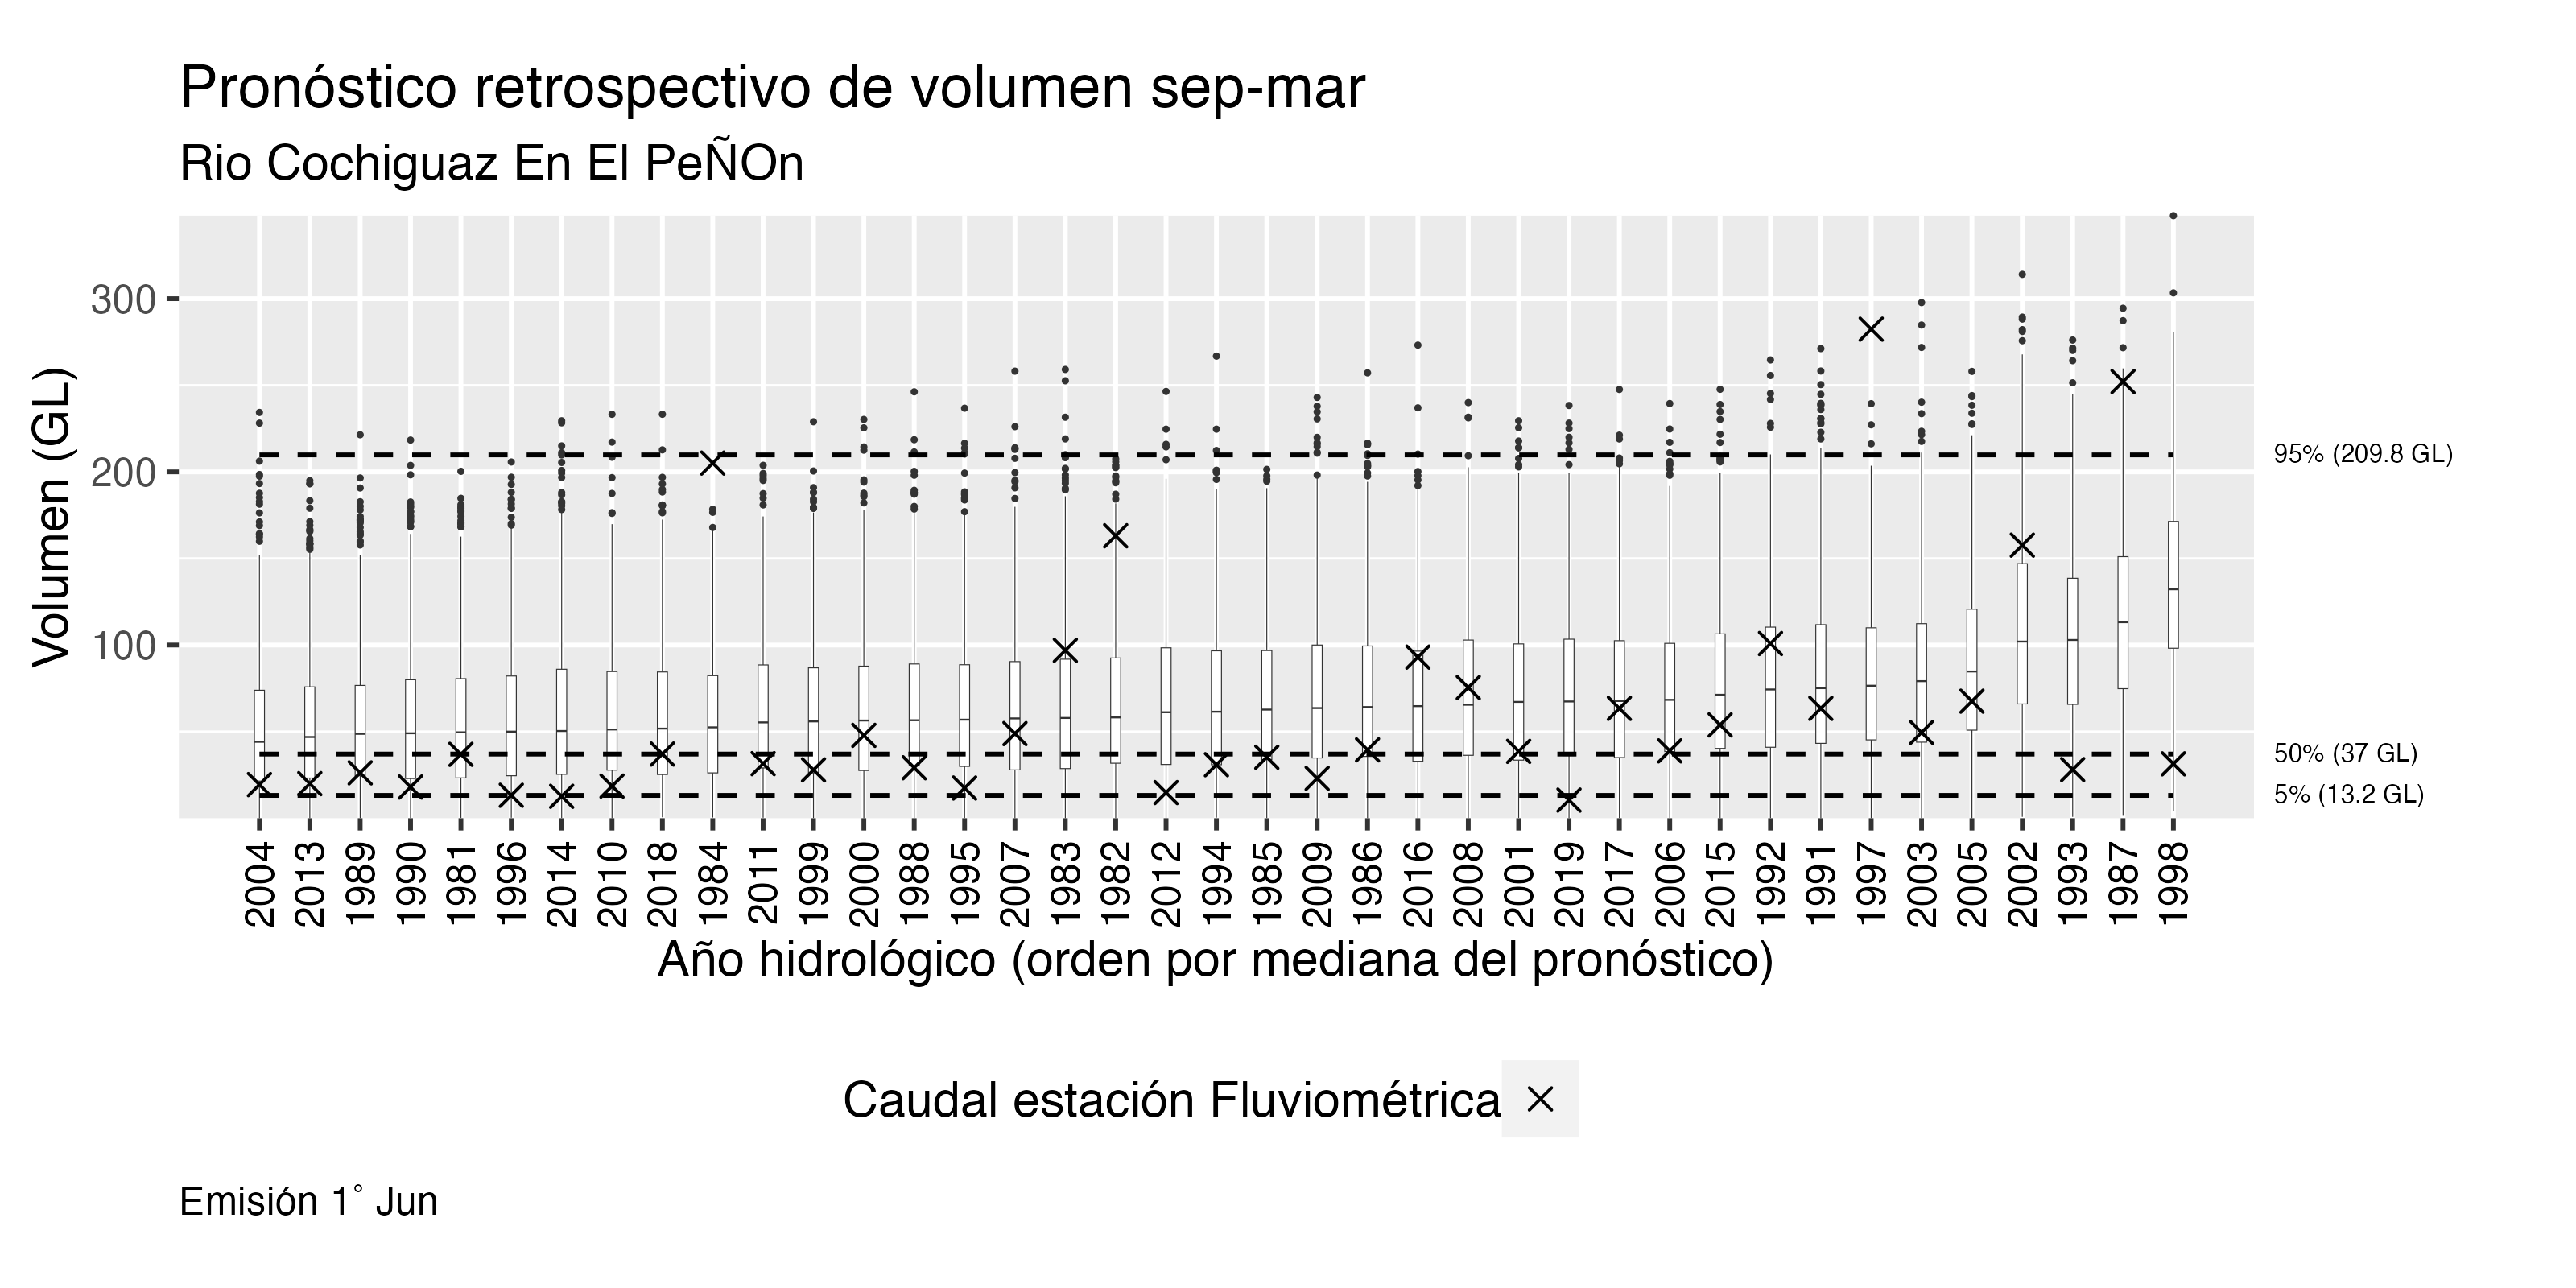 Pronóstico retrospectivo de volumen sep-mar
Rio Cochiguaz En El PeÑOn
Volumen (GL)
300
200
100
95% (209.8 GL)
50% (37 GL)
5% (13.2 GL)
2004 2013 1989 1990 1981 1996 2014 2010 2018 1984 2011 1999 2000 1988 1995 2007 1983 1982 2012 1994 1985 2009 1986 2016 2008 2001 2019 2017 2006 2015 1992 1991 1997 2003 2005 2002 1993 1987 1998
Año hidrológico (orden por mediana del pronóstico)
Caudal estación Fluviométrica
Emisión 1° Jun